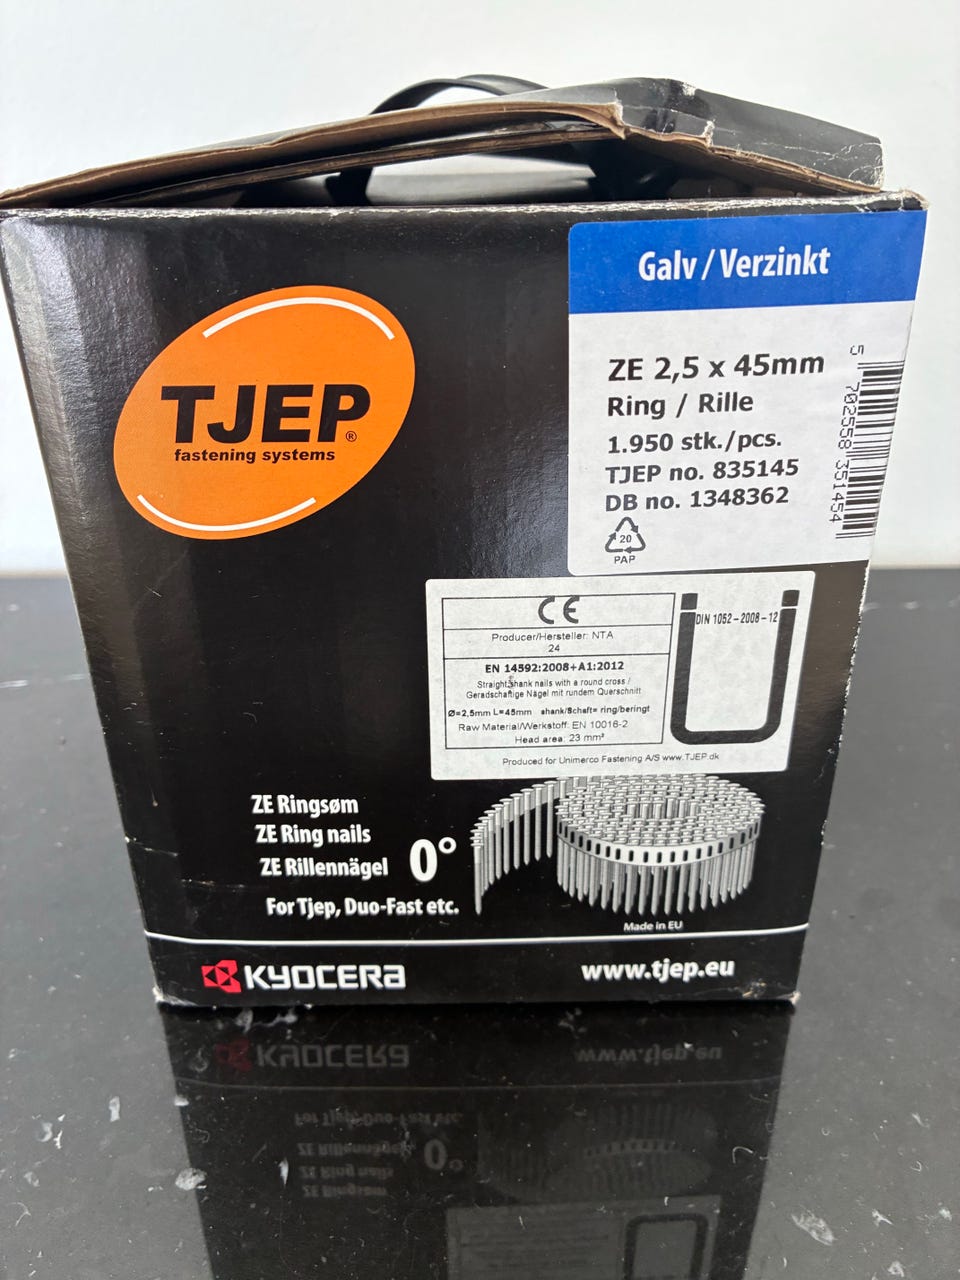 TJEP®
fastening systems
Galv / Verzinkt
ZE 2,5 x 45mm
Ring / Rille
1.950 stk./pcs.
TJEP no. 835145
DB no. 1348362
20
PAP
5 702558 351454
CE
Producer/Hersteller: NTA
24
EN 14592:2008+A1:2012
Straight shank nails with a round cross /
Geradschaftige Nägel mit rundem Querschnitt
Ø=2,5mm L=45mm shank/Schaft= ring/beringt
Raw Material/Werkstoff: EN 10016-2
Head area: 23 mm²
DIN 1052-2008-12
Produced for Unimerco Fastening A/S www.TJEP.dk
ZE Ringsøm
ZE Ring nails
ZE Rillennägel
0°
For Tjep, Duo-Fast etc.
Made in EU
KYOCERA
www.tjep.eu